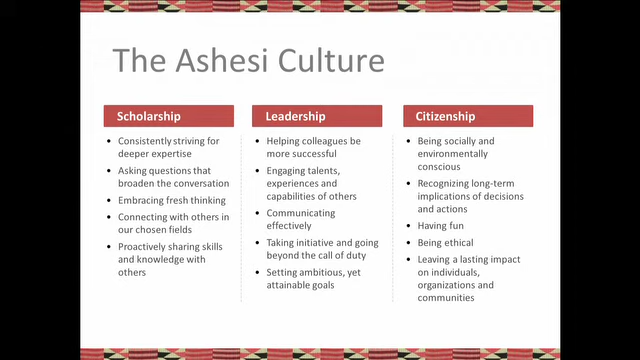 The Ashesi Culture
Scholarship
• Consistently striving for
deeper expertise
• Asking questions that
broaden the conversation
• Embracing fresh thinking
• Connecting with others in
our chosen fields
• Proactively sharing skills
and knowledge with
others
Leadership
• Helping colleagues be
more successful
• Engaging talents,
experiences and
capabilities of others
• Communicating
effectively
• Taking initiative and going
beyond the call of duty
• Setting ambitious, yet
attainable goals
Citizenship
• Being socially and
environmentally
conscious
• Recognizing long-term
implications of decisions
and actions
• Having fun
• Being ethical
• Leaving a lasting impact
on individuals,
organizations and
communities